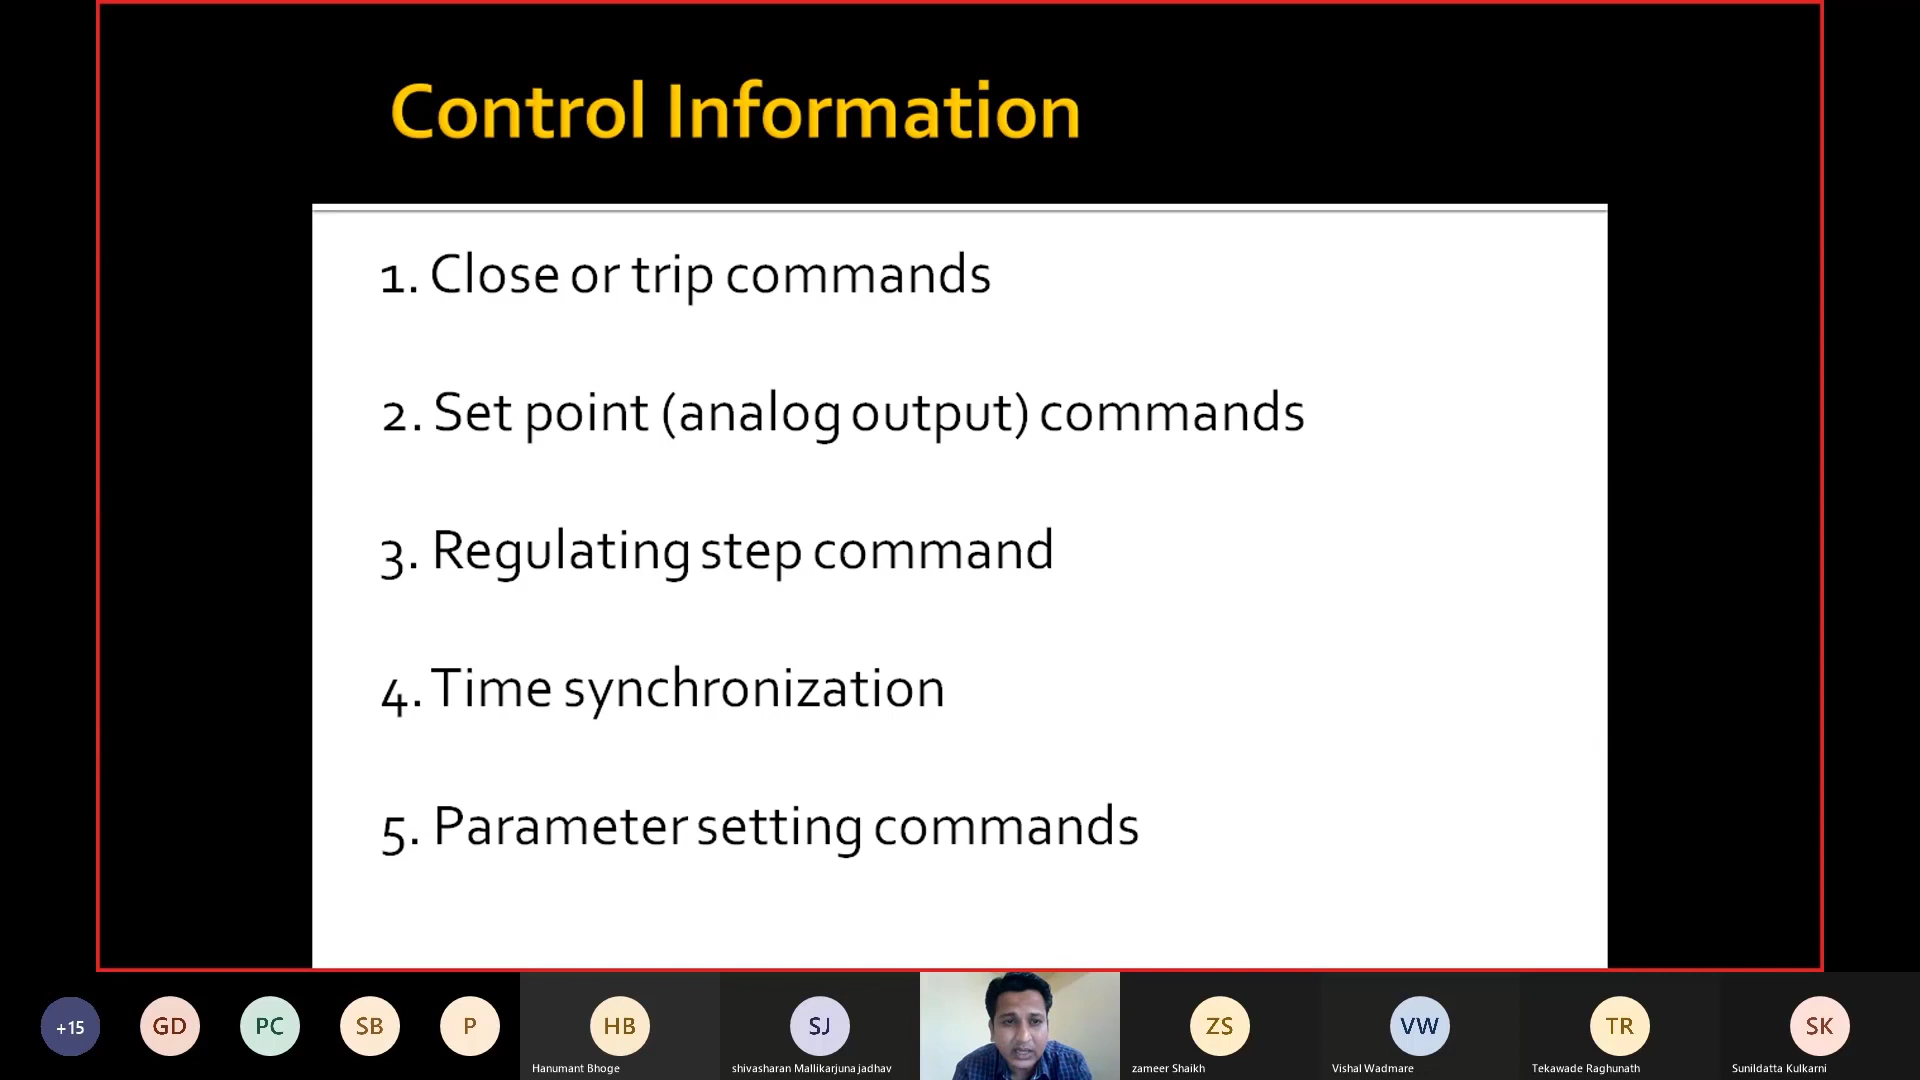 Control Information
1. Close or trip commands
2. Set point (analog output) commands
3. Regulating step command
4. Time synchronization
5. Parameter setting commands
+15 GD PC SB P HB SJ ZS VW TR SK
Hanumant Bhoge shivasharan Mallikarjuna jadhav zameer Shaikh Vishal Wadmare Tekawade Raghunath Sunildatta Kulkarni